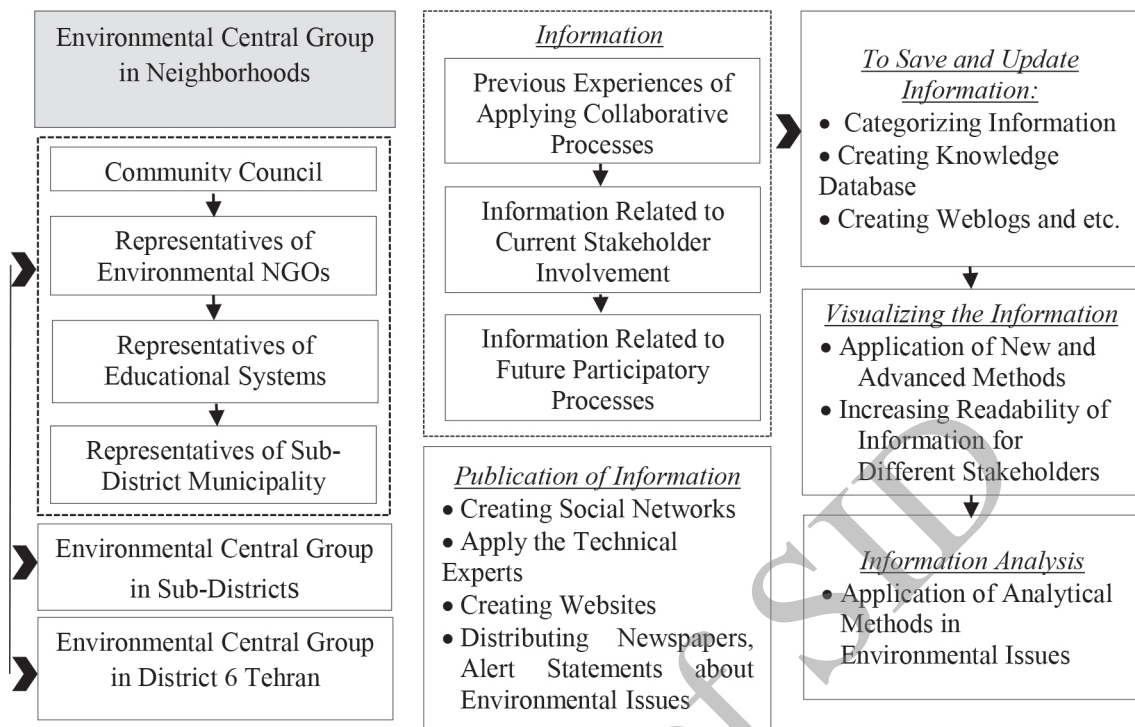 Environmental Central Group
in Neighborhoods
Community Council
Representatives of
Environmental NGOs
Representatives of
Educational Systems
Representatives of Sub-
District Municipality
Environmental Central Group
in Sub-Districts
Environmental Central Group
in District 6 Tehran
Information
Previous Experiences of
Applying Collaborative
Processes
Information Related to
Current Stakeholder
Involvement
Information Related to
Future Participatory
Processes
Publication of Information
• Creating Social Networks
• Apply the Technical
Experts
• Creating Websites
• Distributing Newspapers,
Alert Statements about
Environmental Issues
To Save and Update
Information:
• Categorizing Information
• Creating Knowledge
Database
• Creating Weblogs and etc.
Visualizing the Information
• Application of New and
Advanced Methods
• Increasing Readability of
Information for
Different Stakeholders
Information Analysis
• Application of Analytical
Methods in
Environmental Issues
of SID